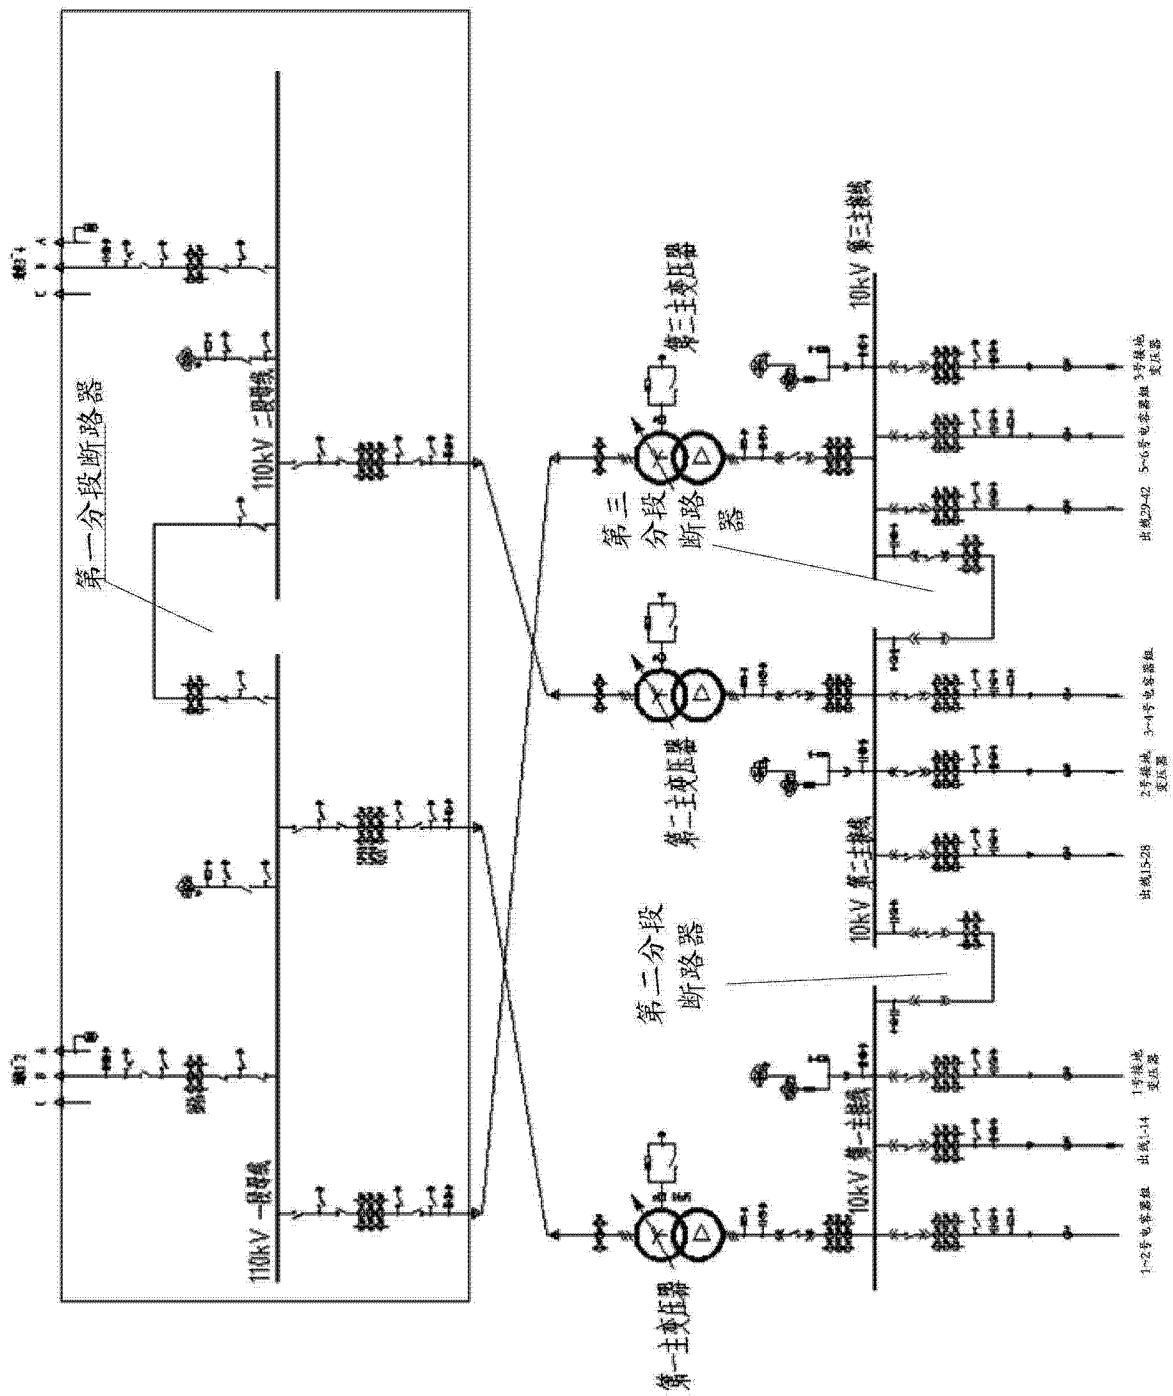 C
B
A
C
B
A
第一分段断路器
110kV 一段母线
110kV 二段母线
第一主变压器
第二主变压器
第三主变压器
第二分段
断路器
第三
分段
断路
器
10kV 第一主接线
10kV 第二主接线
10kV 第三主接线
1~2号电容器组
出线1-14
1号接地
变压器
出线15-28
2号接地
变压器
3~4号电容器组
出线29-42
5~6号电容器组
3号接地
变压器